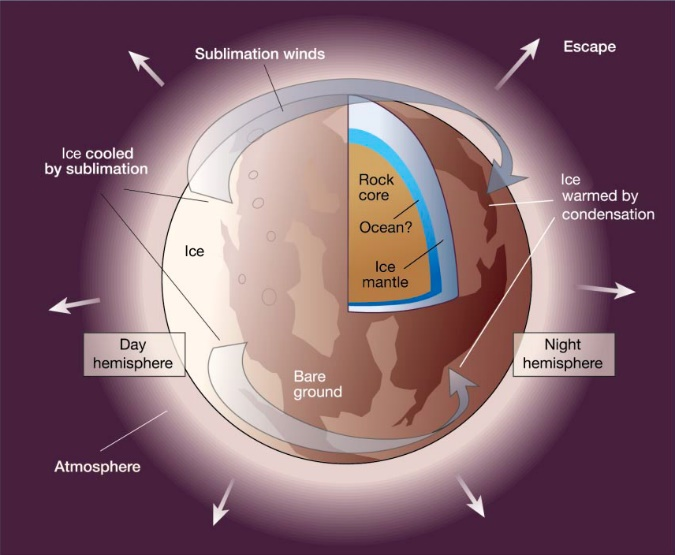 Sublimation winds
Escape
Ice cooled
by sublimation
Rock
core
Ice
warmed by
condensation
Ocean?
Ice
Ice
mantle
Day
hemisphere
Night
hemisphere
Bare
ground
Atmosphere